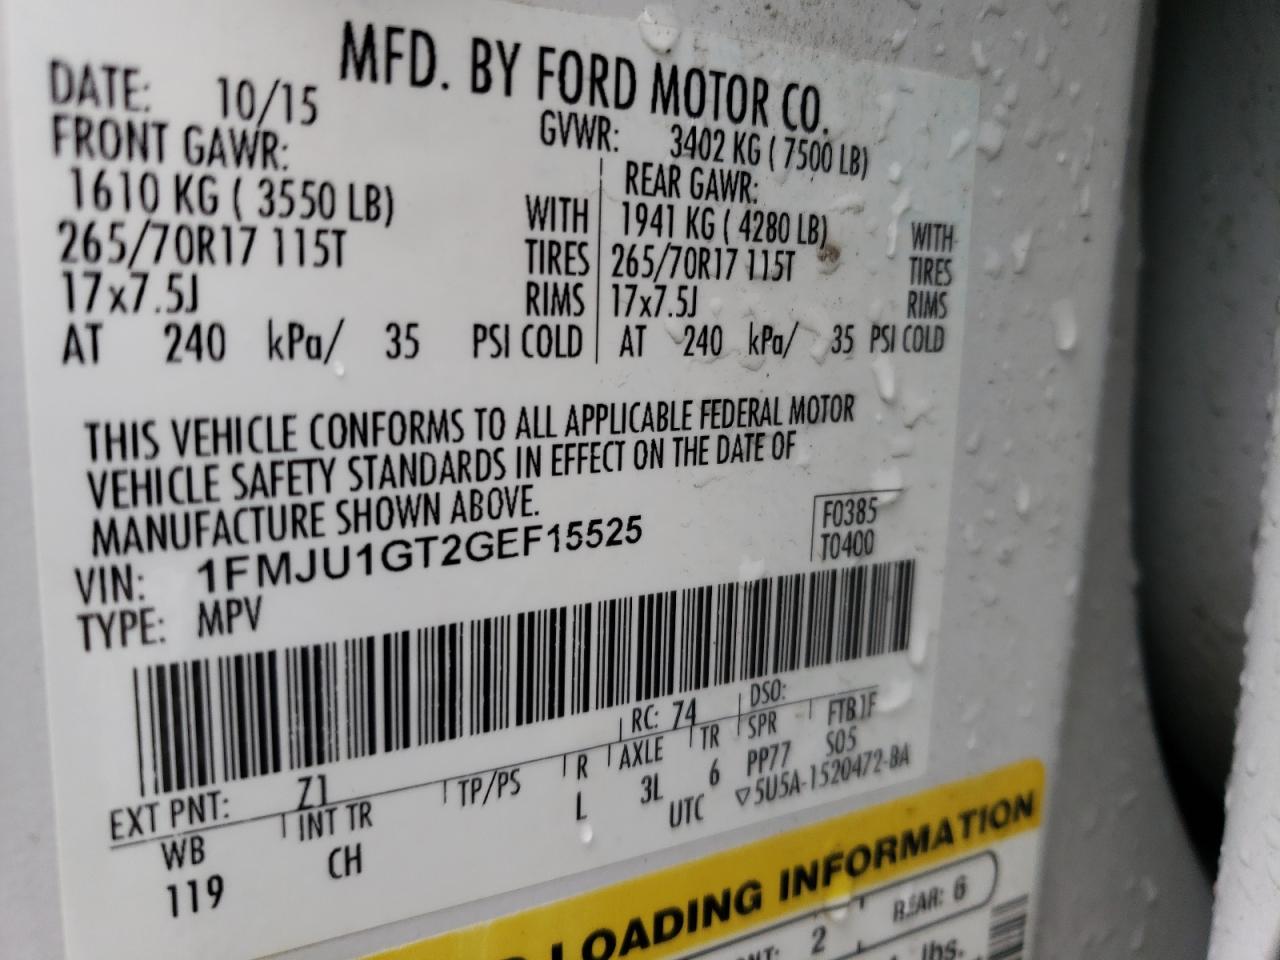 MFD. BY FORD MOTOR CO.
DATE: 10/15
GVWR: 3402 KG ( 7500 LB)
FRONT GAWR:
REAR GAWR:
1610 KG ( 3550 LB) WITH 1941 KG ( 4280 LB) WITH
265/70R17 115T TIRES 265/70R17 115T TIRES
17x7.5J RIMS 17x7.5J RIMS
AT 240 kPa/ 35 PSI COLD AT 240 kPa/ 35 PSI COLD
THIS VEHICLE CONFORMS TO ALL APPLICABLE FEDERAL MOTOR
VEHICLE SAFETY STANDARDS IN EFFECT ON THE DATE OF
MANUFACTURE SHOWN ABOVE.
F0385
T0400
VIN: 1FMJU1GT2GEF15525
TYPE: MPV
EXT PNT: Z1 RC: 74 DSO:
WB INT TR TP/PS R AXLE TR SPR FTB1F
119 CH L 3L 6 PP77 S05
UTC ▽5U5A-1520472-BA
LOADING INFORMATION
2 REAR: 6
lbs.